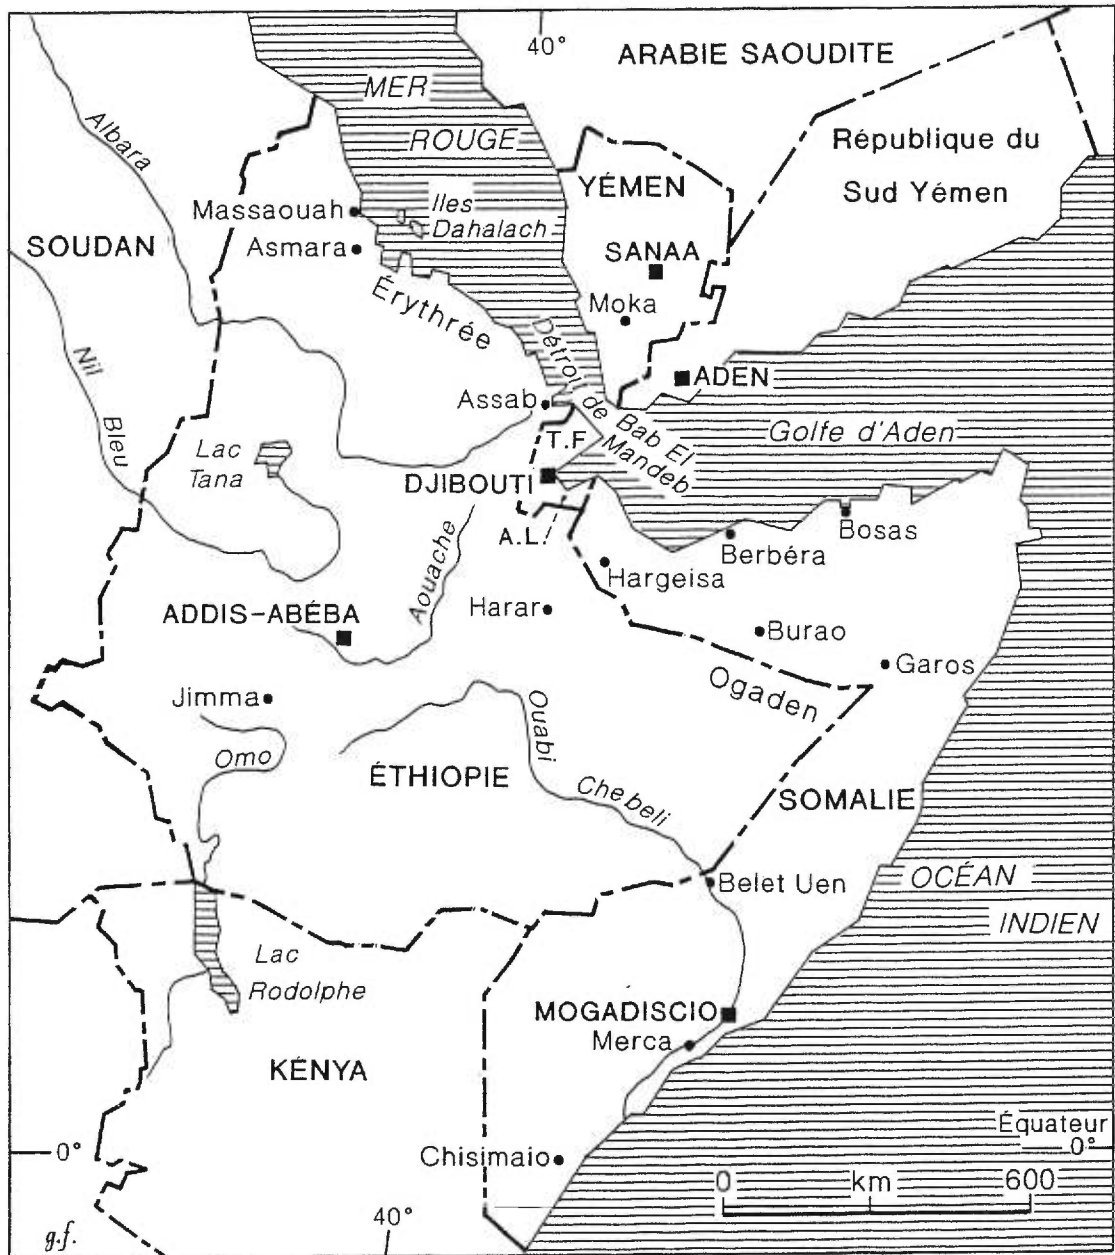 40°
ARABIE SAOUDITE
MER
ROUGE
Albara
République du
Sud Yémen
YÉMEN
Massaouah
Iles
Dahalach
SOUDAN
Asmara
SANAA
Érythrée
Moka
Nil
Bleu
Détroit de Bab El
Mandeb
ADEN
Assab
Golfe d'Aden
T.F
Lac
Tana
DJIBOUTI
A.L.
Bosas
Berbéra
Aouache
Hargeisa
ADDIS-ABÉBA
Harar
Burao
Garos
Ogaden
Jimma
Omo
Ouabi
Chebeli
ÉTHIOPIE
SOMALIE
Belet Uen
OCÉAN
INDIEN
Lac
Rodolphe
MOGADISCIO
Merca
KÉNYA
Équateur
0°
0°
Chisimaio
0 km 600
40°
g.f.